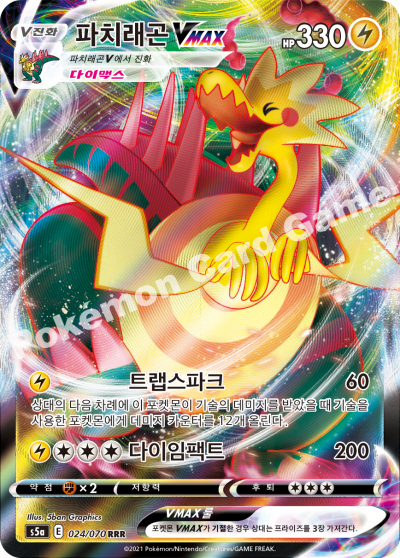 V진화
파치래곤 VMAX
HP 330
파치래곤V에서 진화
다이맥스
Pokémon Card Game
트랩스파크 60
상대의 다음 차례에 이 포켓몬이 기술의 데미지를 받았을 때 기술을
사용한 포켓몬에게 데미지 카운터를 12개 올린다.
다이임팩트 200
약점 ×2 저항력 후퇴
Illus. 5ban Graphics
s5a E 024/070 RRR
VMAX 룰
포켓몬 VMAX가 기절한 경우 상대는 프라이즈를 3장 가져간다.
©2021 Pokémon/Nintendo/Creatures/GAME FREAK.